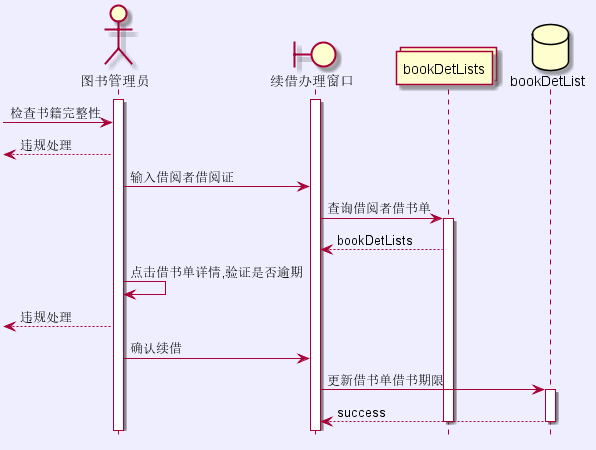 图书管理员
续借办理窗口
bookDetLists
bookDetList
检查书籍完整性
违规处理
输入借阅者借阅证
查询借阅者借书单
bookDetLists
点击借书单详情,验证是否逾期
违规处理
确认续借
更新借书单借书期限
success